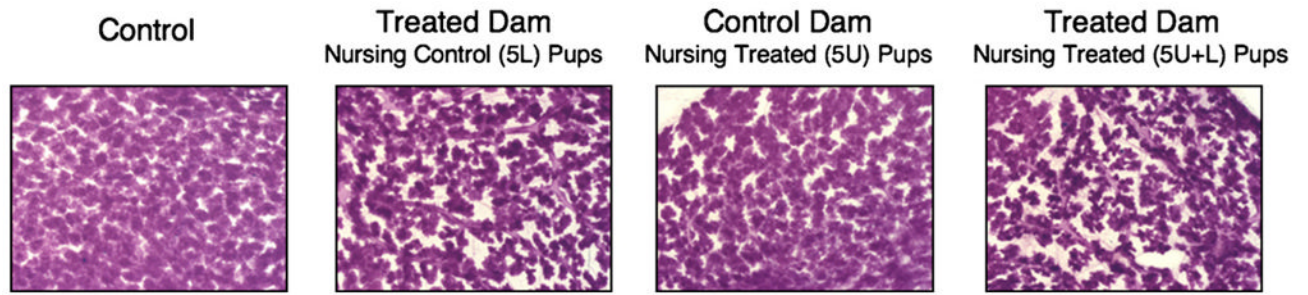 Control
Treated Dam
Nursing Control (5L) Pups
Control Dam
Nursing Treated (5U) Pups
Treated Dam
Nursing Treated (5U+L) Pups